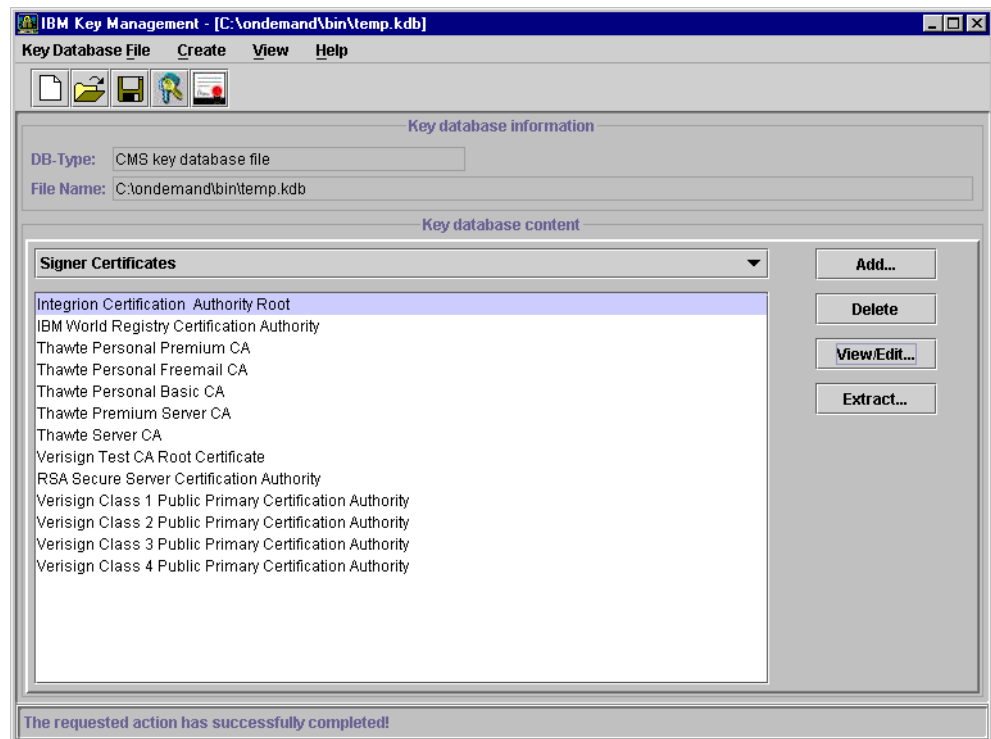 IBM Key Management - [C:\ondemand\bin\temp.kdb]
Key Database File Create View Help
Key database information
DB-Type: CMS key database file
File Name: C:\ondemand\bin\temp.kdb
Key database content
Signer Certificates
Add...
Integrion Certification Authority Root
Delete
IBM World Registry Certification Authority
Thawte Personal Premium CA
View/Edit...
Thawte Personal Freemail CA
Thawte Personal Basic CA
Extract...
Thawte Premium Server CA
Thawte Server CA
Verisign Test CA Root Certificate
RSA Secure Server Certification Authority
Verisign Class 1 Public Primary Certification Authority
Verisign Class 2 Public Primary Certification Authority
Verisign Class 3 Public Primary Certification Authority
Verisign Class 4 Public Primary Certification Authority
The requested action has successfully completed!